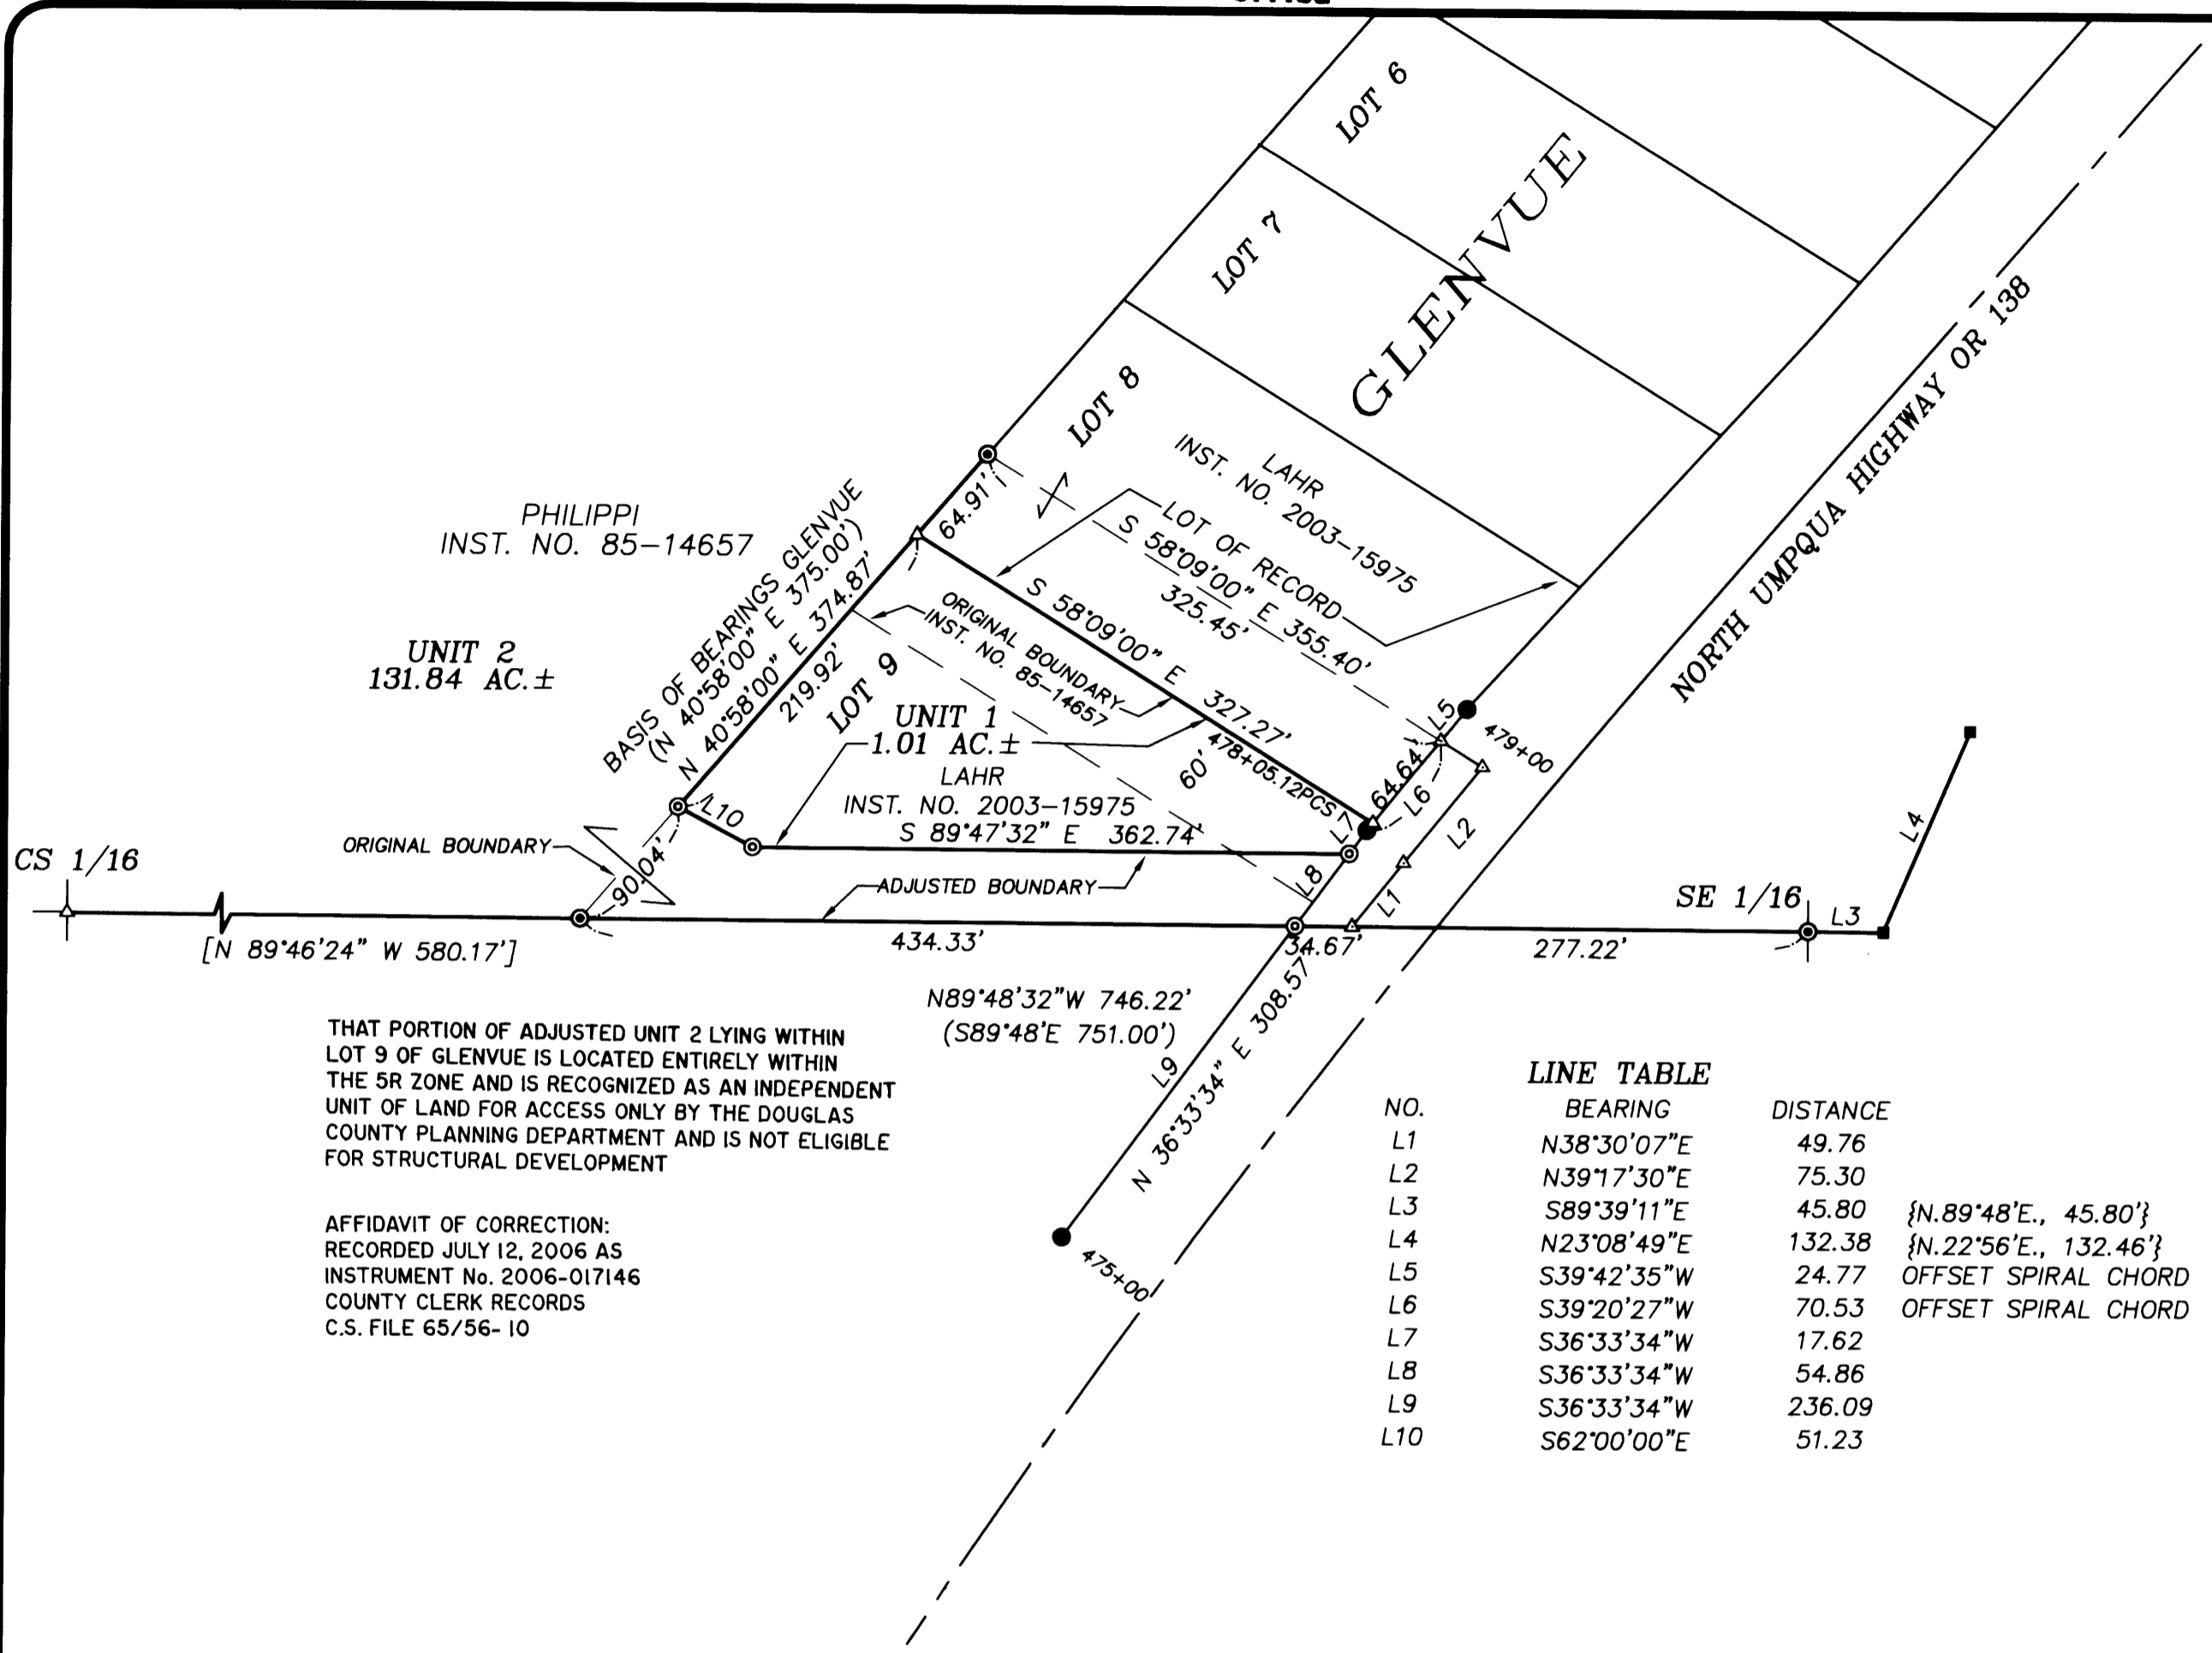 LOT 6
LOT 7
GLENVUE
LOT 8
NORTH UMPQUA HIGHWAY OR 138
LAHR
INST. NO. 2003-15975
LOT OF RECORD
S 58°09'00" E 355.40'
325.45'
64.91'
PHILIPPI
INST. NO. 85-14657
BASIS OF BEARINGS GLENVUE
(N 40°58'00" E 375.00')
N 40°58'00" E 374.87'
219.92'
UNIT 2
131.84 AC.±
ORIGINAL BOUNDARY
INST. NO. 85-14657
S 58°09'00" E 327.27'
LOT 9
UNIT 1
1.01 AC.±
LAHR
INST. NO. 2003-15975
S 89°47'32" E 362.74'
478+05.12PCS
60'
64.64'
L5
479+00
L6
L7
L2
L10
L8
L1
L4
ORIGINAL BOUNDARY
90.04'
ADJUSTED BOUNDARY
CS 1/16
SE 1/16
L3
[N 89°46'24" W 580.17']
434.33'
34.67'
277.22'
N89°48'32"W 746.22'
(S89°48'E 751.00')
L9
N 36°33'34" E 308.57'
475+00
THAT PORTION OF ADJUSTED UNIT 2 LYING WITHIN
LOT 9 OF GLENVUE IS LOCATED ENTIRELY WITHIN
THE 5R ZONE AND IS RECOGNIZED AS AN INDEPENDENT
UNIT OF LAND FOR ACCESS ONLY BY THE DOUGLAS
COUNTY PLANNING DEPARTMENT AND IS NOT ELIGIBLE
FOR STRUCTURAL DEVELOPMENT
AFFIDAVIT OF CORRECTION:
RECORDED JULY 12, 2006 AS
INSTRUMENT No. 2006-017146
COUNTY CLERK RECORDS
C.S. FILE 65/56-10
LINE TABLE
NO. BEARING DISTANCE
L1 N38°30'07"E 49.76
L2 N39°17'30"E 75.30
L3 S89°39'11"E 45.80 {N.89°48'E., 45.80'}
L4 N23°08'49"E 132.38 {N.22°56'E., 132.46'}
L5 S39°42'35"W 24.77 OFFSET SPIRAL CHORD
L6 S39°20'27"W 70.53 OFFSET SPIRAL CHORD
L7 S36°33'34"W 17.62
L8 S36°33'34"W 54.86
L9 S36°33'34"W 236.09
L10 S62°00'00"E 51.23